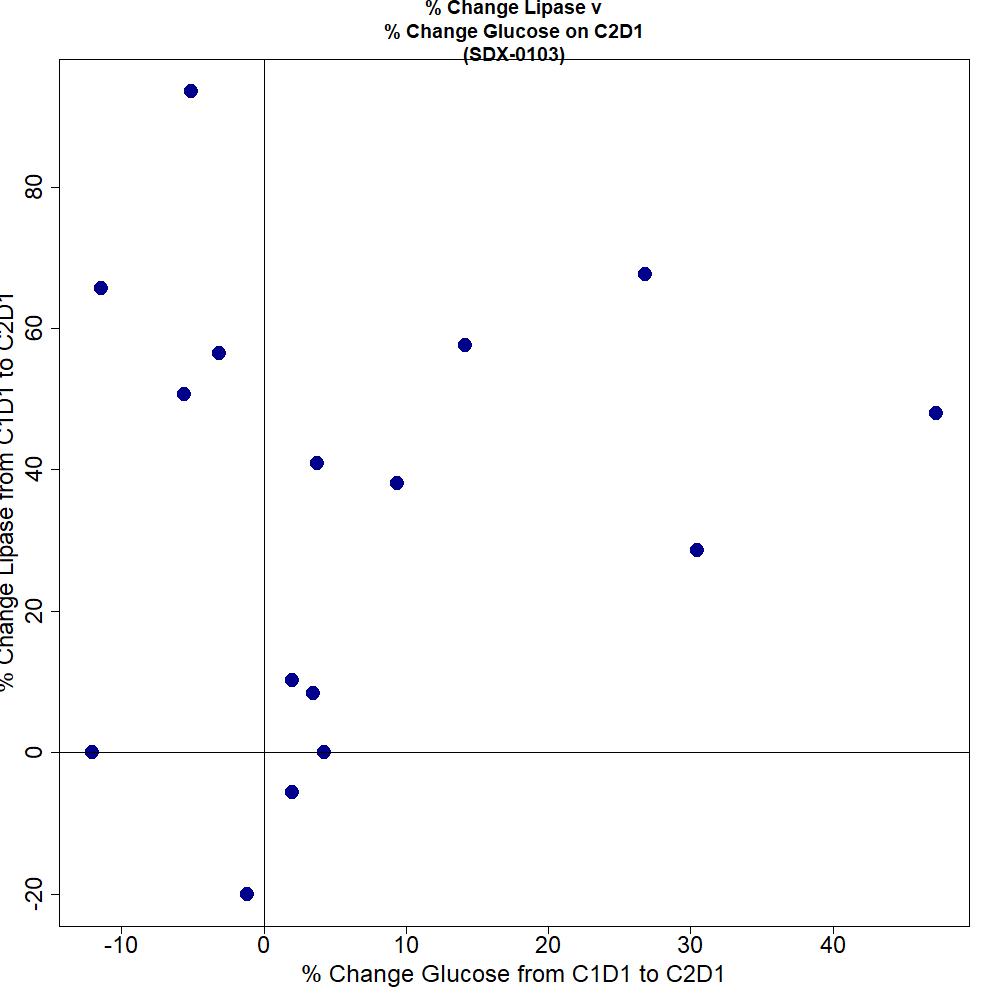 % Change Lipase v
% Change Glucose on C2D1
(SDX-0103)
% Change Lipase from C1D1 to C2D1
80
60
40
20
0
-20
-10
0
10
20
30
40
% Change Glucose from C1D1 to C2D1